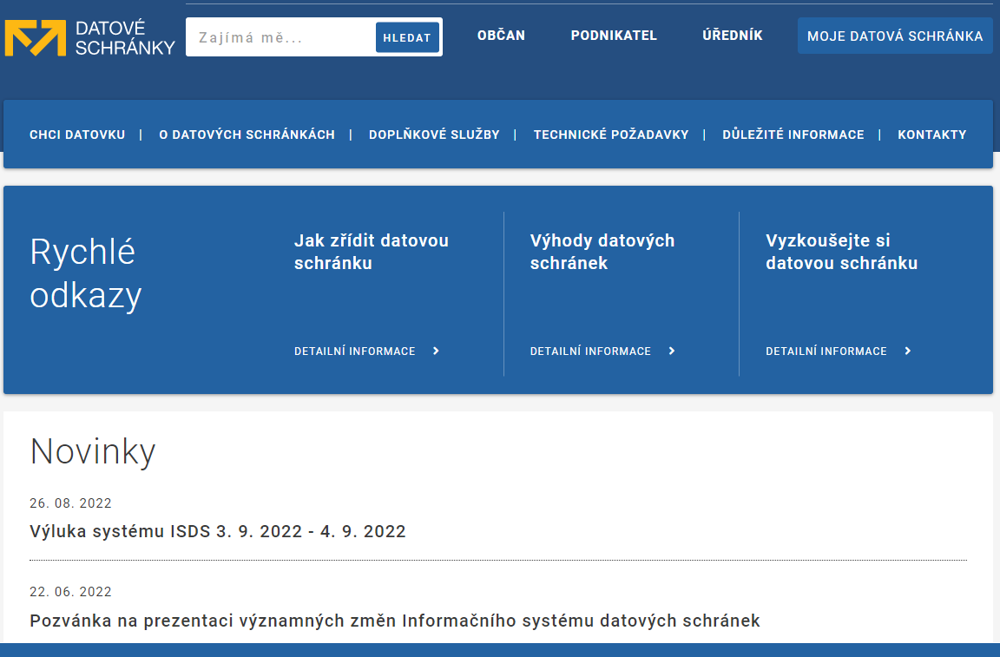 DATOVÉ
SCHRÁNKY
Zajímá mě...
HLEDAT
OBČAN
PODNIKATEL
ÚŘEDNÍK
MOJE DATOVÁ SCHRÁNKA
CHCI DATOVKU | O DATOVÝCH SCHRÁNKÁCH | DOPLŇKOVÉ SLUŽBY | TECHNICKÉ POŽADAVKY | DŮLEŽITÉ INFORMACE | KONTAKTY
Rychlé
odkazy
Jak zřídit datovou
schránku
DETAILNÍ INFORMACE
Výhody datových
schránek
DETAILNÍ INFORMACE
Vyzkoušejte si
datovou schránku
DETAILNÍ INFORMACE
Novinky
26. 08. 2022
Výluka systému ISDS 3. 9. 2022 - 4. 9. 2022
22. 06. 2022
Pozvánka na prezentaci významných změn Informačního systému datových schránek